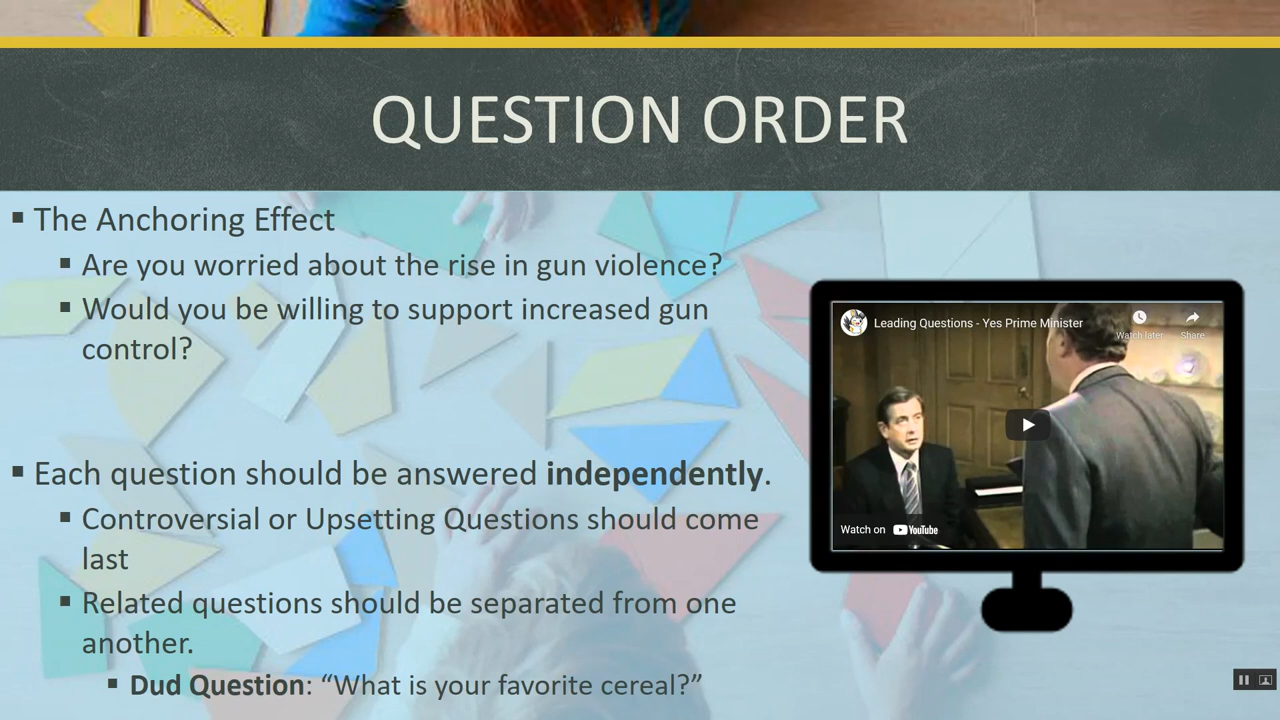 QUESTION ORDER
▪ The Anchoring Effect
▪ Are you worried about the rise in gun violence?
▪ Would you be willing to support increased gun
control?
▪ Each question should be answered independently.
▪ Controversial or Upsetting Questions should come
last
▪ Related questions should be separated from one
another.
▪ Dud Question: “What is your favorite cereal?”
Leading Questions - Yes Prime Minister
Watch later
Share
Watch on YouTube